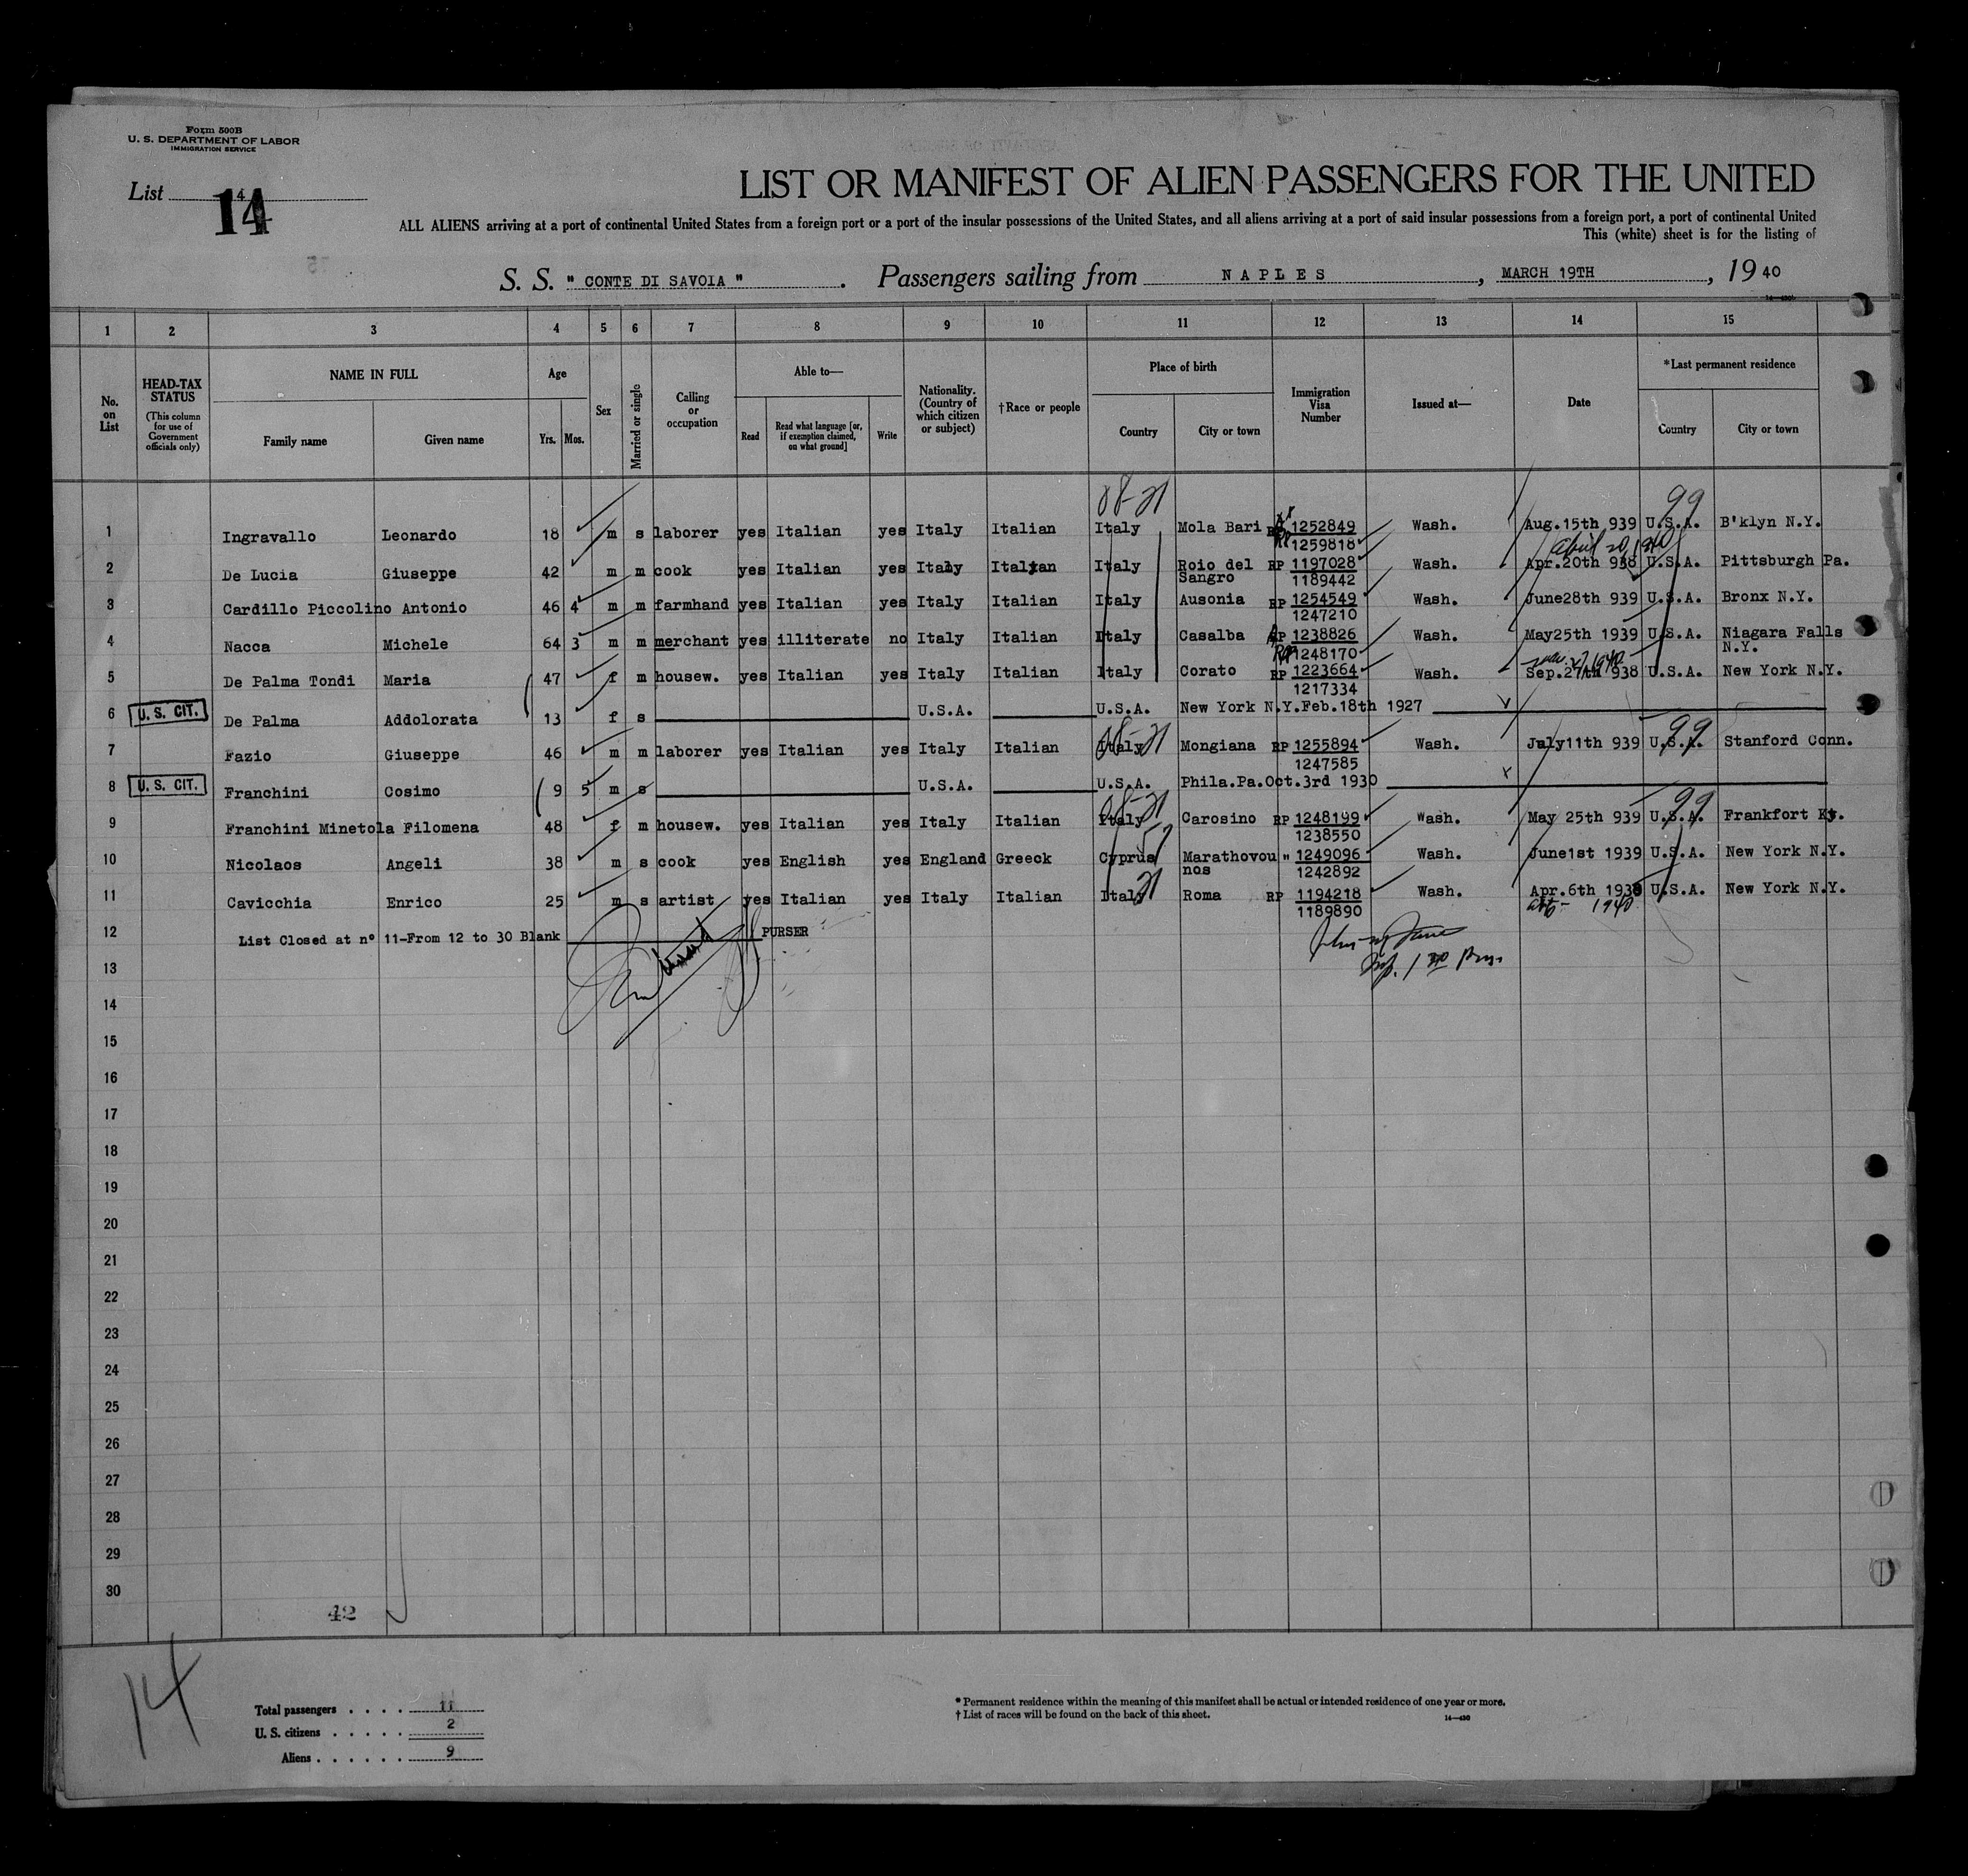 Form 500B
U. S. DEPARTMENT OF LABOR
IMMIGRATION SERVICE
List 14
LIST OR MANIFEST OF ALIEN PASSENGERS FOR THE UNITED
ALL ALIENS arriving at a port of continental United States from a foreign port or a port of the insular possessions of the United States, and all aliens arriving at a port of said insular possessions from a foreign port, a port of continental United
This (white) sheet is for the listing of
S. S. " CONTE DI SAVOIA " . Passengers sailing from NAPLES , MARCH 19TH , 1940
1 2 3 4 5 6 7 8 9 10 11 12 13 14 15
No. on List
HEAD-TAX STATUS (This column for use of Government officials only)
NAME IN FULL Family name Given name
Age Yrs. Mos.
Sex
Married or single
Calling or occupation
Able to— Read Read what language [or, if exemption claimed, on what ground] Write
Nationality. (Country of which citizen or subject)
†Race or people
Place of birth Country City or town
Immigration Visa Number
Issued at—
Date
*Last permanent residence Country City or town
1 Ingravallo Leonardo 18 m s laborer yes Italian yes Italy Italian Italy Mola Bari RP 1252849 Wash. Aug.15th 939 U.S.A. B'klyn N.Y.
1259818
april 20 1940
2 De Lucia Giuseppe 42 m m cook yes Italian yes Italy Italian Italy Roio del Sangro RP 1197028 Wash. Apr.20th 938 U.S.A. Pittsburgh Pa.
1189442
3 Cardillo Piccolino Antonio 46 4 m m farmhand yes Italian yes Italy Italian Italy Ausonia RP 1254549 Wash. June28th 939 U.S.A. Bronx N.Y.
1247210
4 Nacca Michele 64 3 m m merchant yes illiterate no Italy Italian Italy Casalba RP 1238826 Wash. May25th 1939 U.S.A. Niagara Falls N.Y.
RP 1248170
5 De Palma Tondi Maria 47 f m housew. yes Italian yes Italy Italian Italy Corato RP 1223664 Wash. Sep.27th 938 U.S.A. New York N.Y.
1217334
6 U. S. CIT. De Palma Addolorata 13 f s U.S.A. U.S.A. New York N.Y.Feb.18th 1927
7 Fazio Giuseppe 46 m m laborer yes Italian yes Italy Italian Italy Mongiana RP 1255894 Wash. July11th 939 U.S.A. Stanford Conn.
1247585
8 U. S. CIT. Franchini Cosimo 9 5 m s U.S.A. U.S.A. Phila.Pa.Oct.3rd 1930
9 Franchini Minetola Filomena 48 f m housew. yes Italian yes Italy Italian Italy Carosino RP 1248199 Wash. May 25th 939 U.S.A. Frankfort Ky.
1238550
10 Nicolaos Angeli 38 m s cook yes English yes England Greeck Cyprus Marathovou nos " 1249096 Wash. June1st 1939 U.S.A. New York N.Y.
1242892
11 Cavicchia Enrico 25 m s artist yes Italian yes Italy Italian Italy Roma RP 1194218 Wash. Apr.6th 1938 U.S.A. New York N.Y.
1189890
1940
12 List Closed at n° 11-From 12 to 30 Blank PURSER
13
14
15
16
17
18
19
20
21
22
23
24
25
26
27
28
29
30
42
14
Total passengers . . . . 11
U. S. citizens . . . . . 2
Aliens . . . . . . 9
* Permanent residence within the meaning of this manifest shall be actual or intended residence of one year or more.
† List of races will be found on the back of this sheet.
14—430